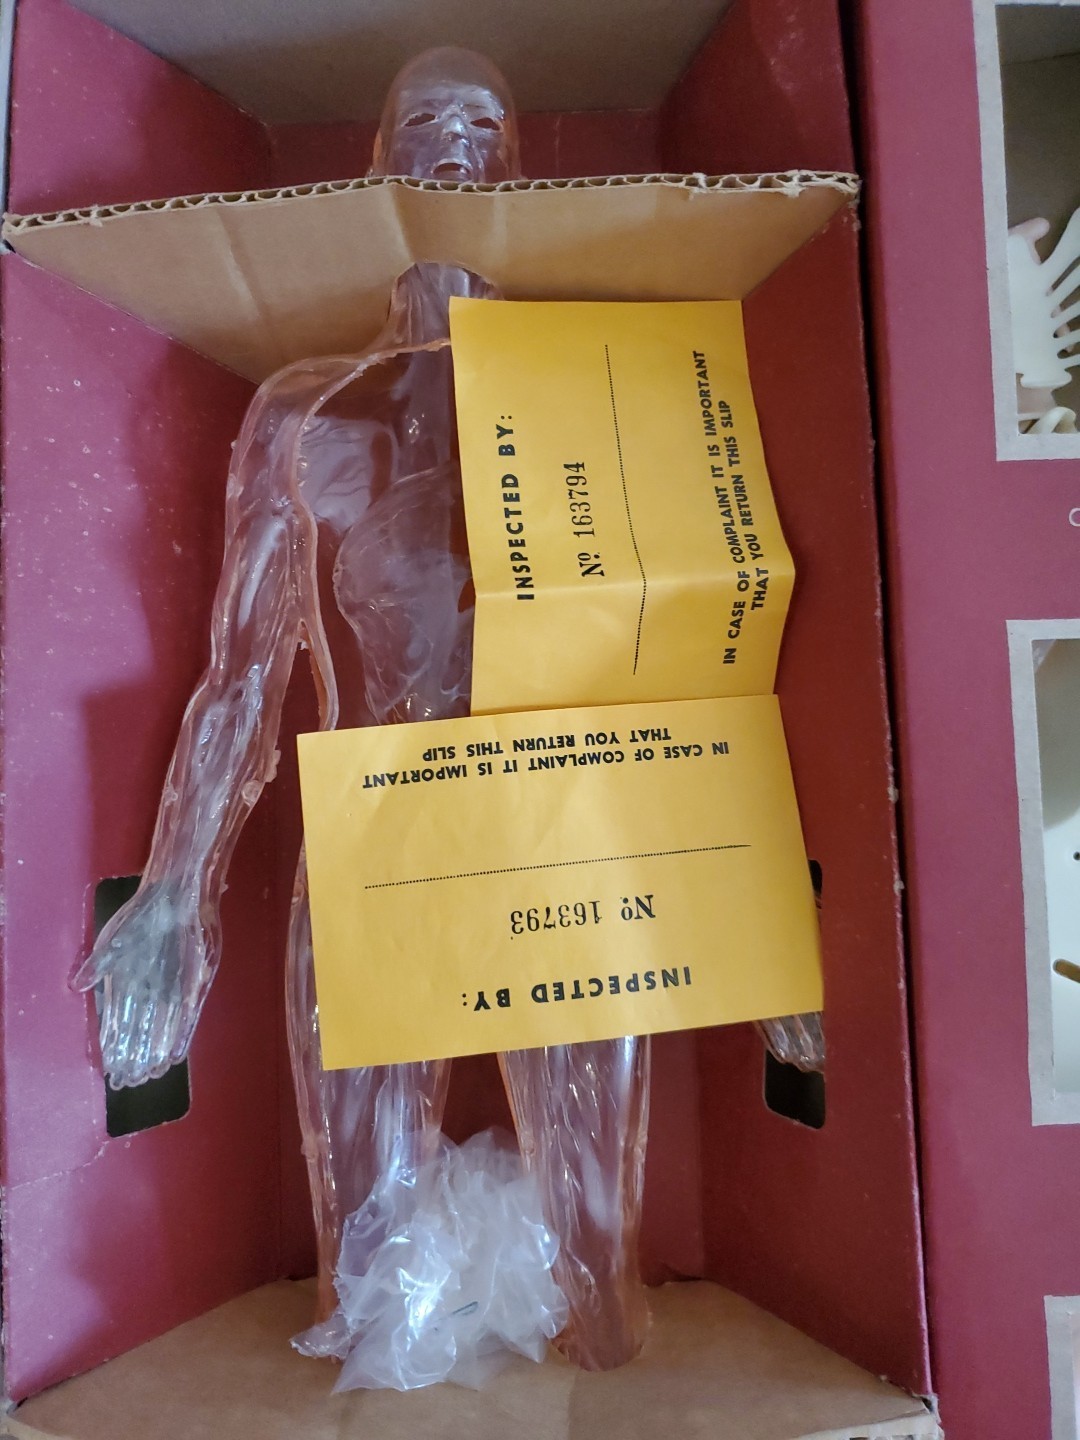 INSPECTED BY:
Nº 163794
IN CASE OF COMPLAINT IT IS IMPORTANT
THAT YOU RETURN THIS SLIP
INSPECTED BY:
Nº 163793
IN CASE OF COMPLAINT IT IS IMPORTANT
THAT YOU RETURN THIS SLIP